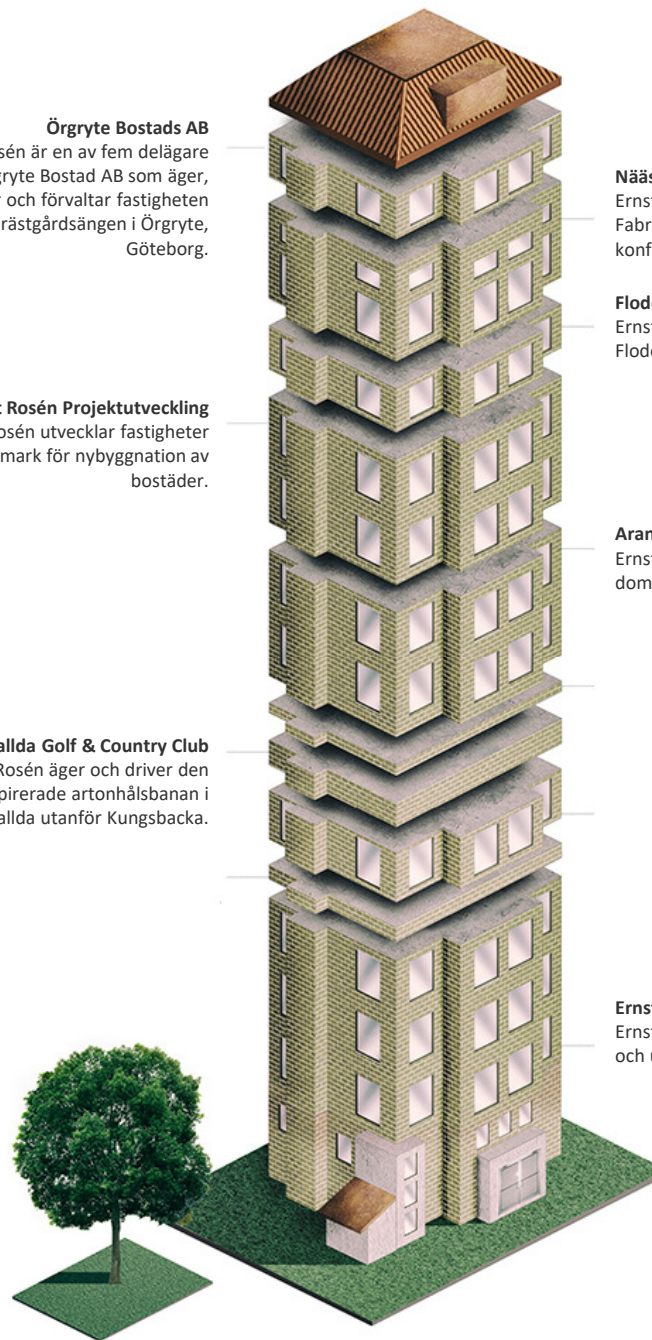 Örgryte Bostads AB
sén är en av fem delägare
gryte Bostad AB som äger,
r och förvaltar fastigheten
rästgårdsängen i Örgryte,
Göteborg.
t Rosén Projektutveckling
osén utvecklar fastigheter
mark för nybyggnation av
bostäder.
allda Golf & Country Club
Rosén äger och driver den
pirerade artonhålsbanan i
allda utanför Kungsbacka.
Nääs
Ernst
Fabr
konf
Flod
Ernst
Flode
Aran
Ernst
dom
Ernst
Ernst
och u